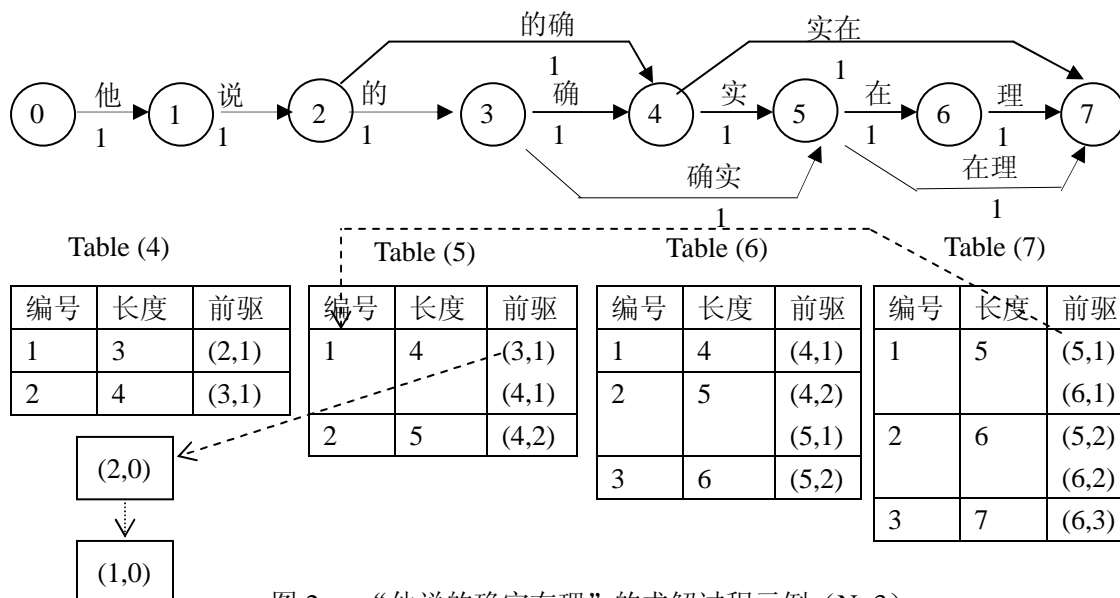 的确 实在
1 1
0 他 1 说 2 的 3 确 4 实 5 在 6 理 7
1 1 1 1 1 1 1
确实 在理
1 1
Table (4)
编号 长度 前驱
1 3 (2,1)
2 4 (3,1)
(2,0)
(1,0)
Table (5)
编号 长度 前驱
1 4 (3,1)
(4,1)
2 5 (4,2)
Table (6)
编号 长度 前驱
1 4 (4,1)
2 5 (4,2)
(5,1)
3 6 (5,2)
Table (7)
编号 长度 前驱
1 5 (5,1)
(6,1)
2 6 (5,2)
(6,2)
3 7 (6,3)